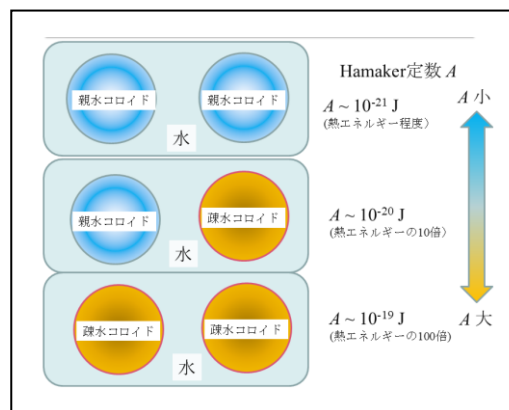 Hamaker定数 A
親水コロイド 親水コロイド
水
A ~ 10⁻²¹ J
(熱エネルギー程度)
A 小
親水コロイド 疎水コロイド
水
A ~ 10⁻²⁰ J
(熱エネルギーの10倍)
疎水コロイド 疎水コロイド
水
A ~ 10⁻¹⁹ J
(熱エネルギーの100倍)
A 大